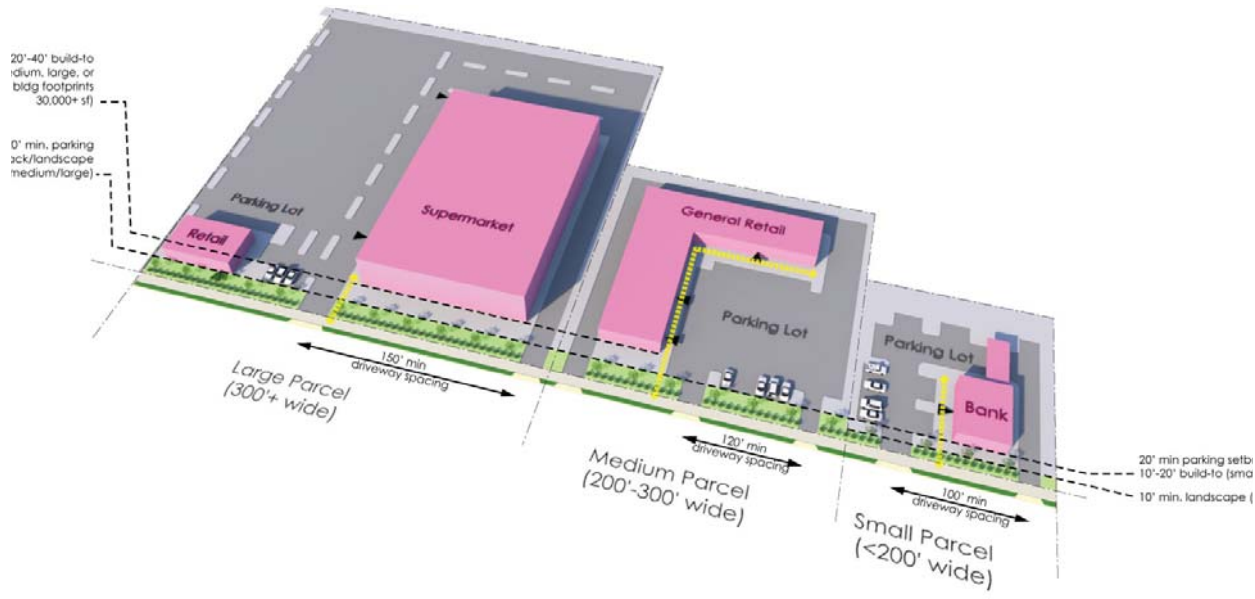 20'-40' build-to
edium, large, or
bldg footprints
30,000+ sf)
0' min. parking
ock/landscape
medium/large)
Parking Lot
Retail
Supermarket
General Retail
Parking Lot
Parking Lot
Bank
150' min
driveway spacing
Large Parcel
(300'+ wide)
120' min
driveway spacing
Medium Parcel
(200'-300' wide)
100' min
driveway spacing
Small Parcel
(<200' wide)
20' min parking setb
10'-20' build-to (sma
10' min. landscape (